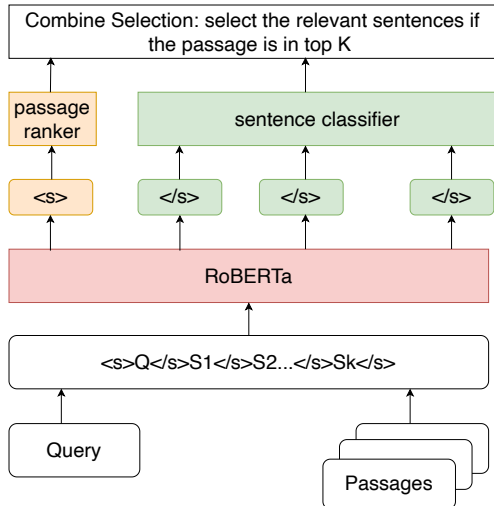 Combine Selection: select the relevant sentences if
the passage is in top K
passage
ranker
sentence classifier
<s>
</s>
</s>
</s>
RoBERTa
<s>Q</s>S1</s>S2...</s>Sk</s>
Query
Passages